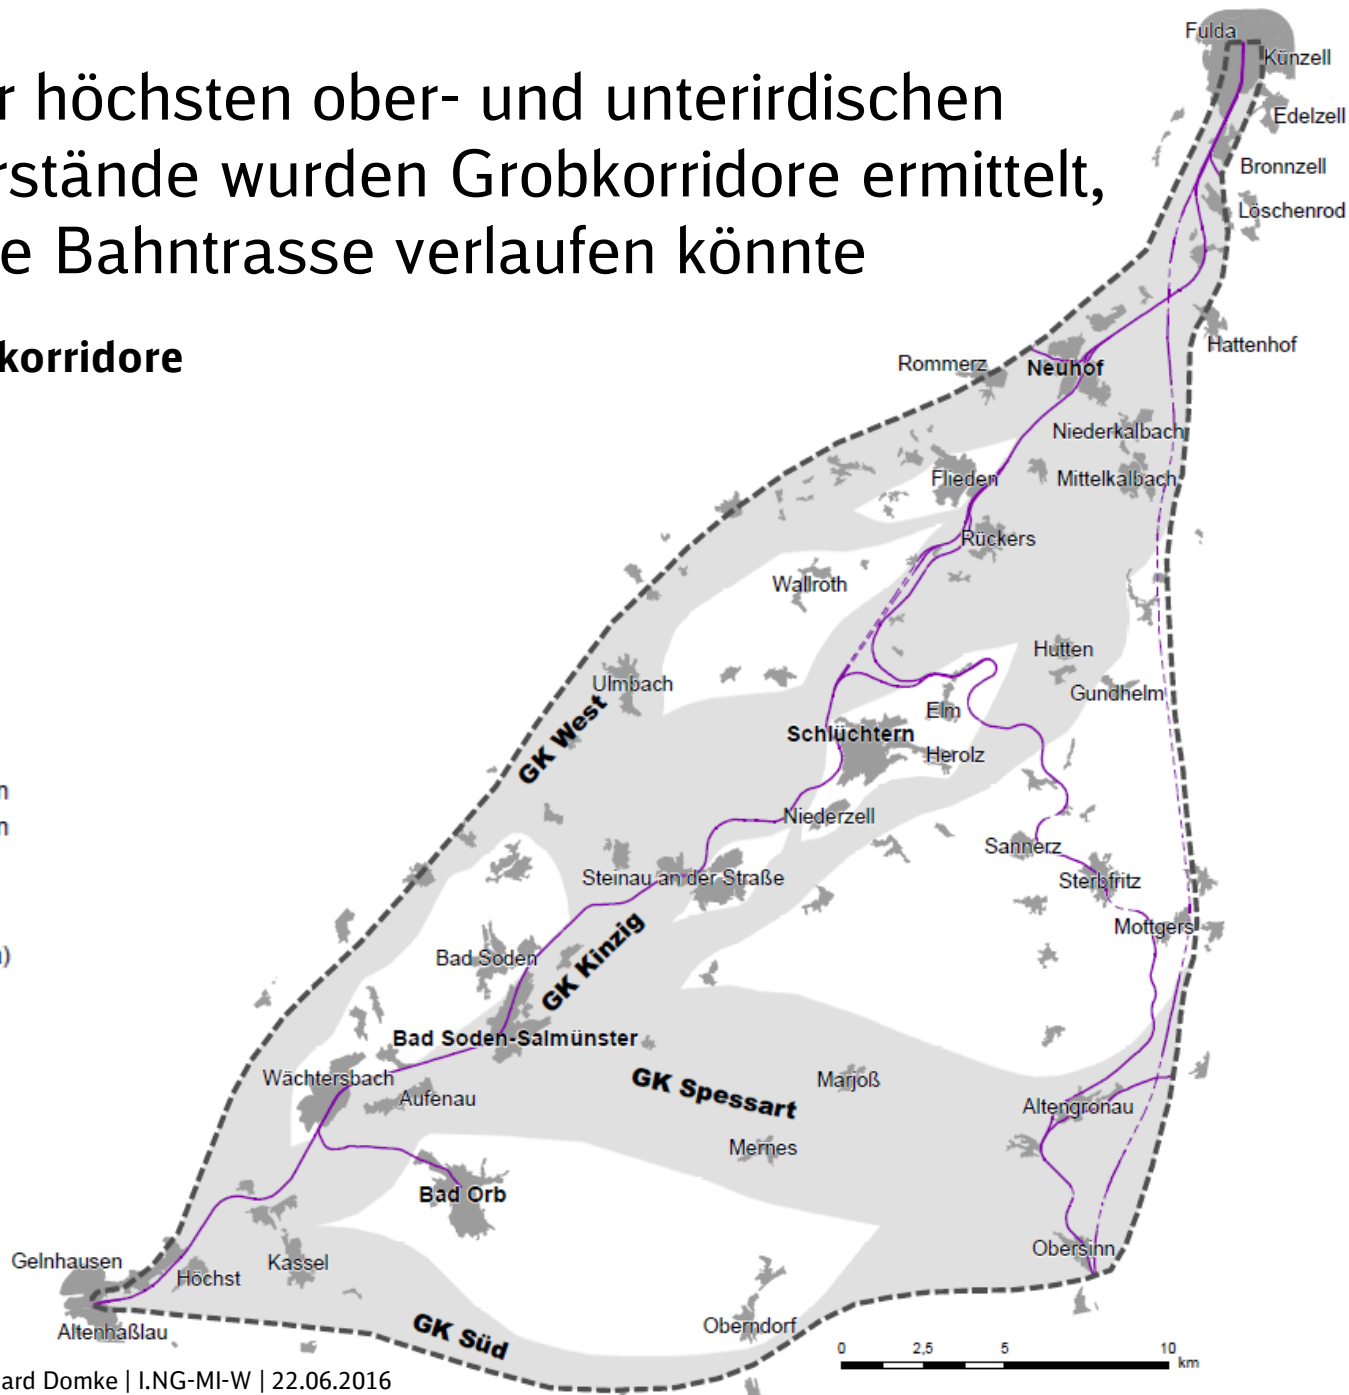 r höchsten ober- und unterirdischen
rstände wurden Grobkorridore ermittelt,
e Bahntrasse verlaufen könnte
korridore
n
n
)
Fulda
Künzell
Edelzell
Bronnzell
Löschenrod
Hattenhof
Rommerz
Neuhof
Niederkalbach
Flieden
Mittelkalbach
Rückers
Wallroth
Hutten
Ulmbach
Gundhelm
GK West
Elm
Schlüchtern
Herolz
Niederzell
Sannerz
Steinau an der Straße
Sterbfritz
Mottgers
Bad Soden
GK Kinzig
Bad Soden-Salmünster
Wächtersbach
Aufenau
GK Spessart
Marjoß
Altengronau
Mernes
Bad Orb
Obersinn
Gelnhausen
Höchst
Kassel
Altenhaßlau
GK Süd
Oberndorf
0 2,5 5 10
km
ard Domke | I.NG-MI-W | 22.06.2016